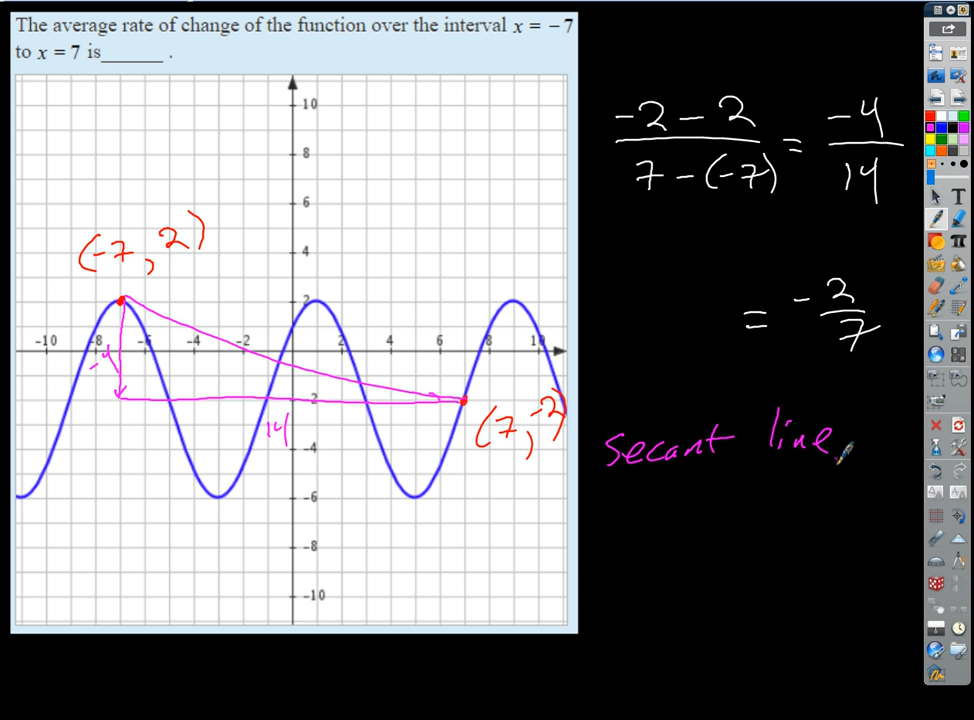 The average rate of change of the function over the interval x = −7
to x = 7 is______ .
-2 - 2 / 7 - (-7) = -4 / 14
= - 2/7
(-7, 2)
(7, -2)
-4
14
secant line
10
8
6
4
2
-10 -8 -6 -4 -2 2 4 6 8 10
-2
-4
-6
-8
-10
T
π